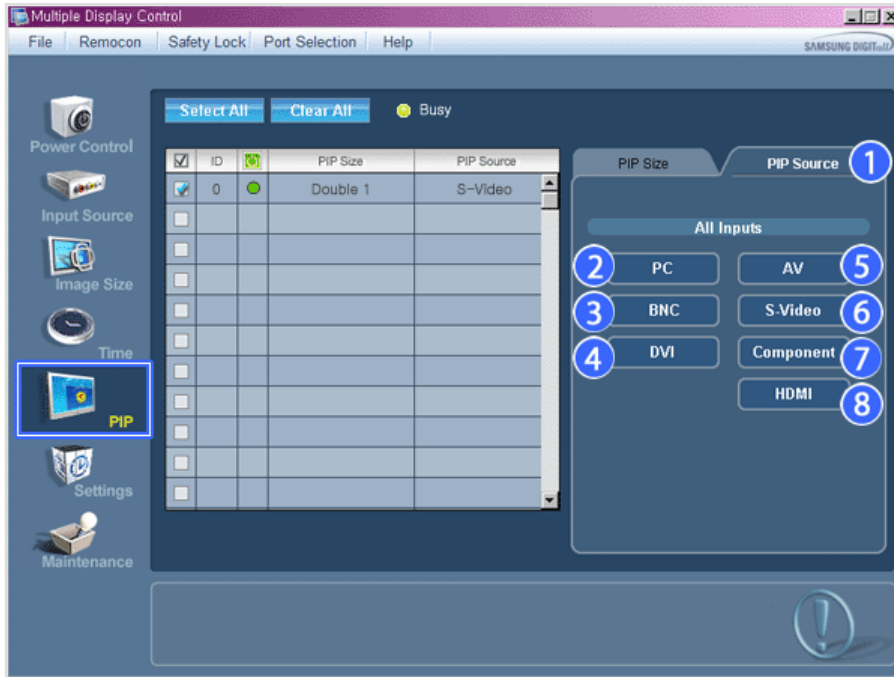 Multiple Display Control
File Remocon Safety Lock Port Selection Help SAMSUNG DIGITall
Select All Clear All Busy
Power Control
ID PIP Size PIP Source
0 Double 1 S-Video
PIP Size PIP Source 1
All Inputs
2 PC AV 5
3 BNC S-Video 6
4 DVI Component 7
HDMI 8
Input Source
Image Size
Time
PIP
Settings
Maintenance